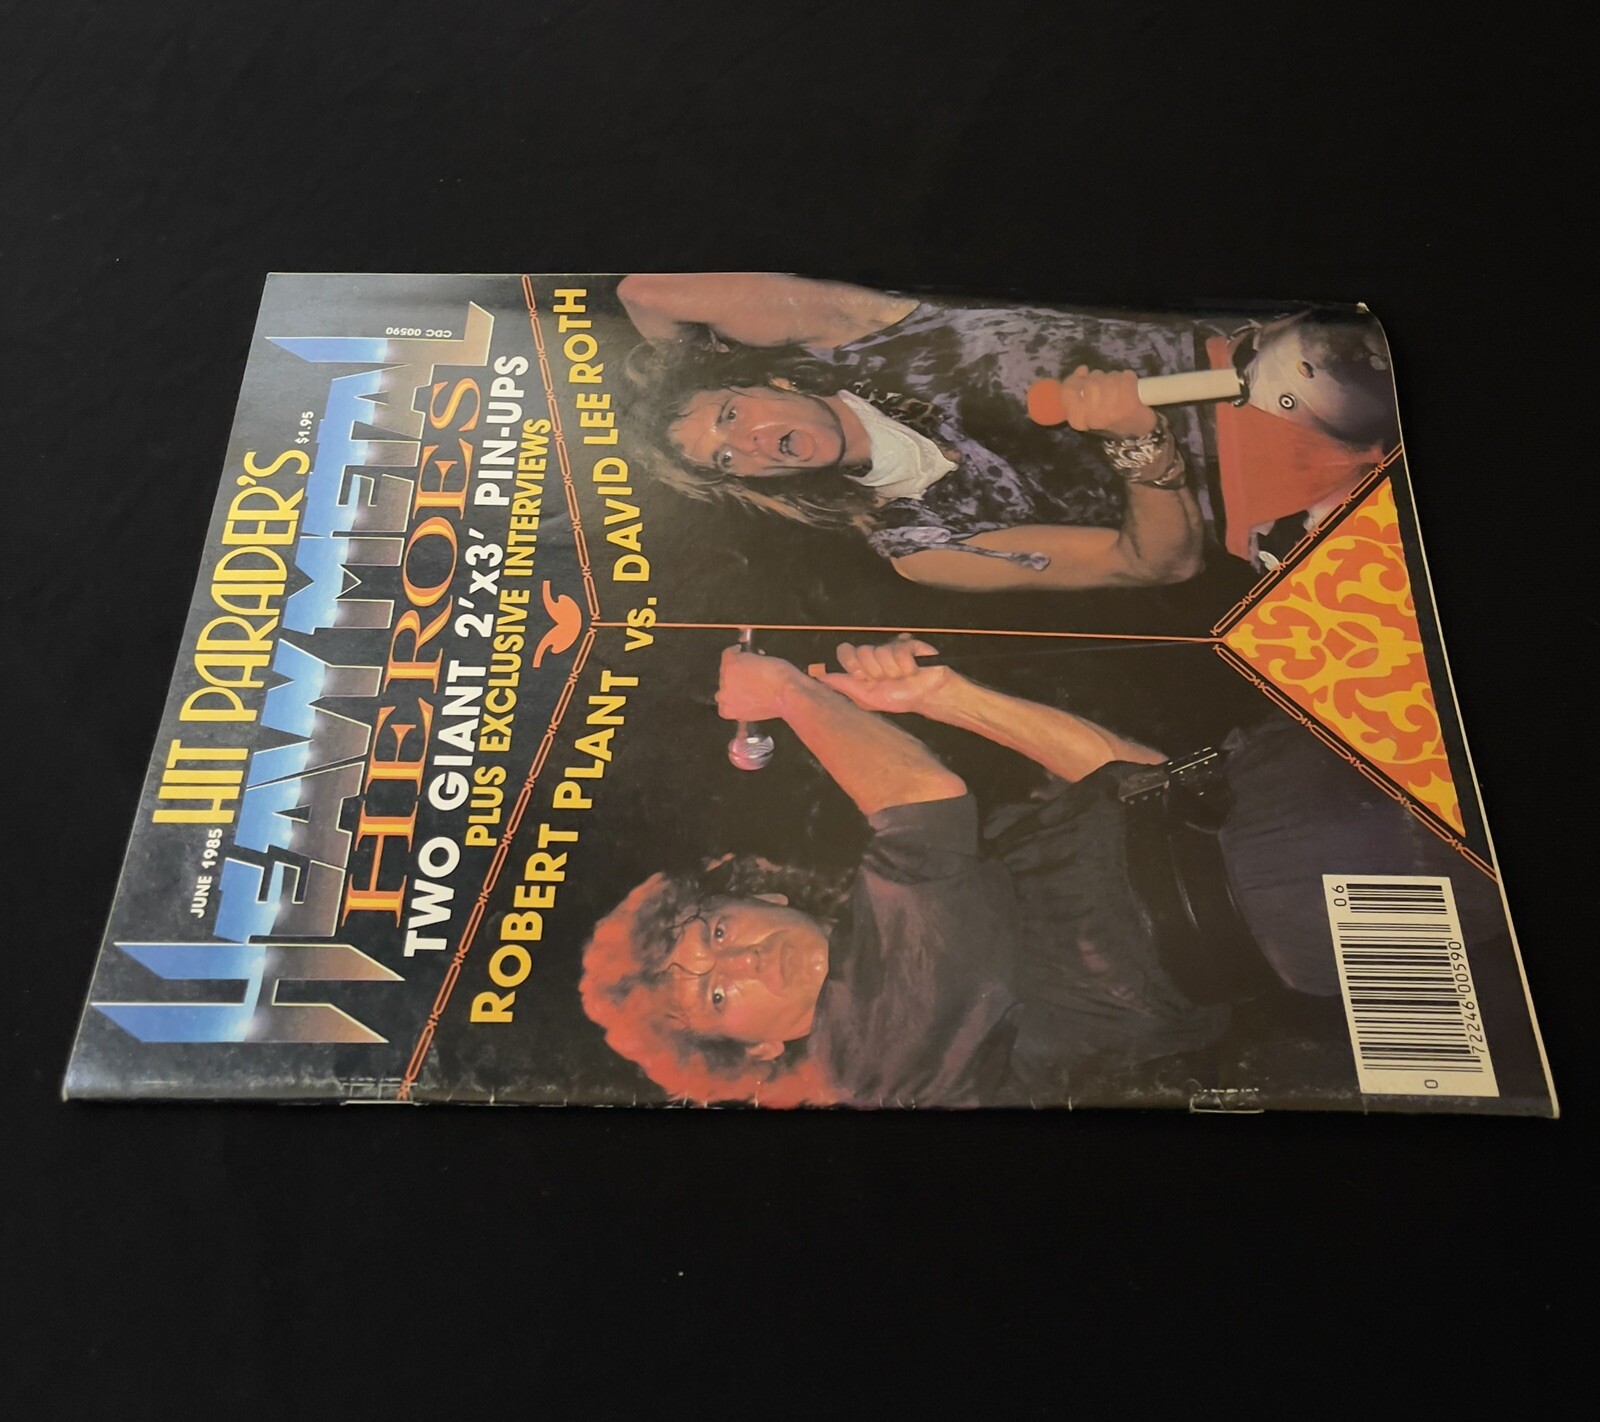 HIT PARADER'S
JUNE 1985
$1.95
HEAVY METAL
CDC 00590
HEROES
TWO GIANT 2'x3' PIN-UPS
PLUS EXCLUSIVE INTERVIEWS
ROBERT PLANT vs. DAVID LEE ROTH
06
0 72246 00590